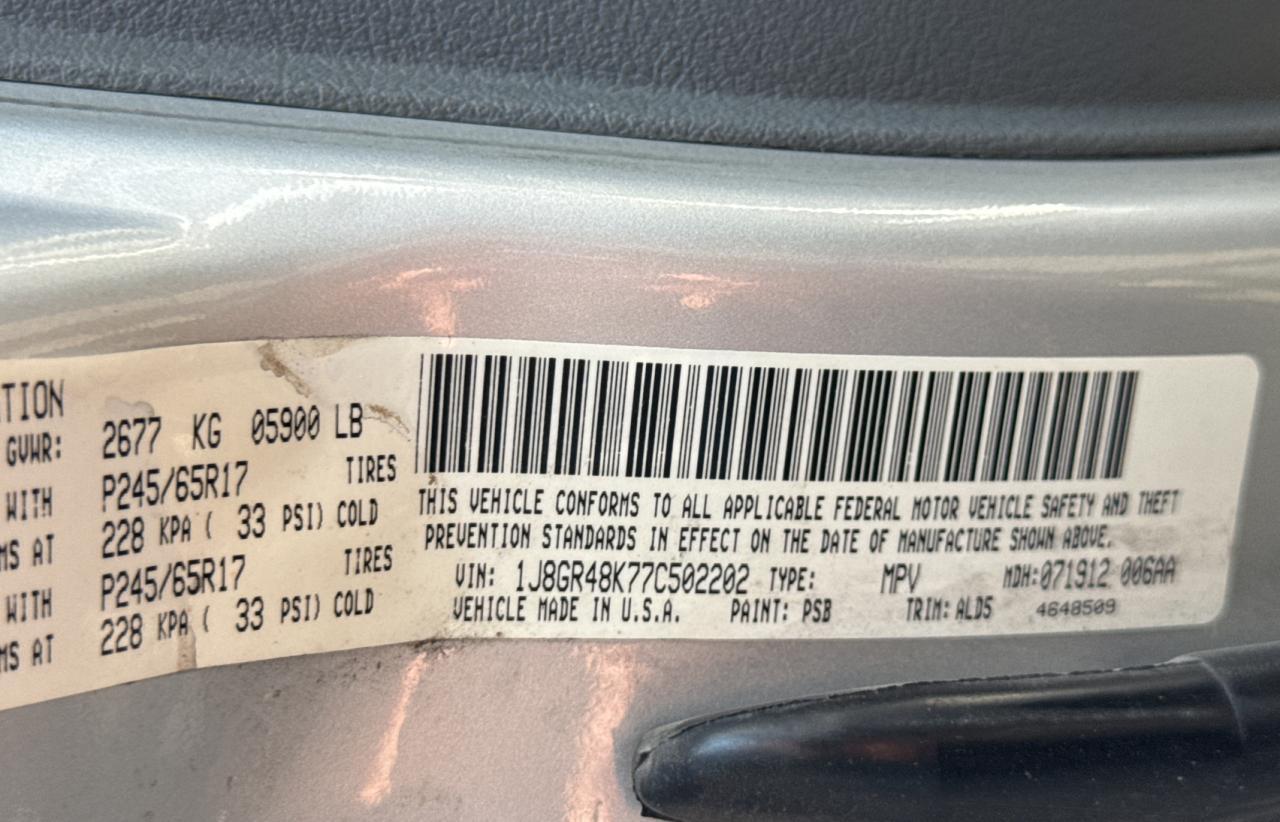 TION
GVWR: 2677 KG 05900 LB
WITH P245/65R17 TIRES
MS AT 228 KPA ( 33 PSI) COLD
WITH P245/65R17 TIRES
MS AT 228 KPA ( 33 PSI) COLD
THIS VEHICLE CONFORMS TO ALL APPLICABLE FEDERAL MOTOR VEHICLE SAFETY AND THEFT
PREVENTION STANDARDS IN EFFECT ON THE DATE OF MANUFACTURE SHOWN ABOVE.
VIN: 1J8GR48K77C502202 TYPE: MPV MDH:071912 006AA
VEHICLE MADE IN U.S.A. PAINT: PSB TRIM: ALD5 4648509